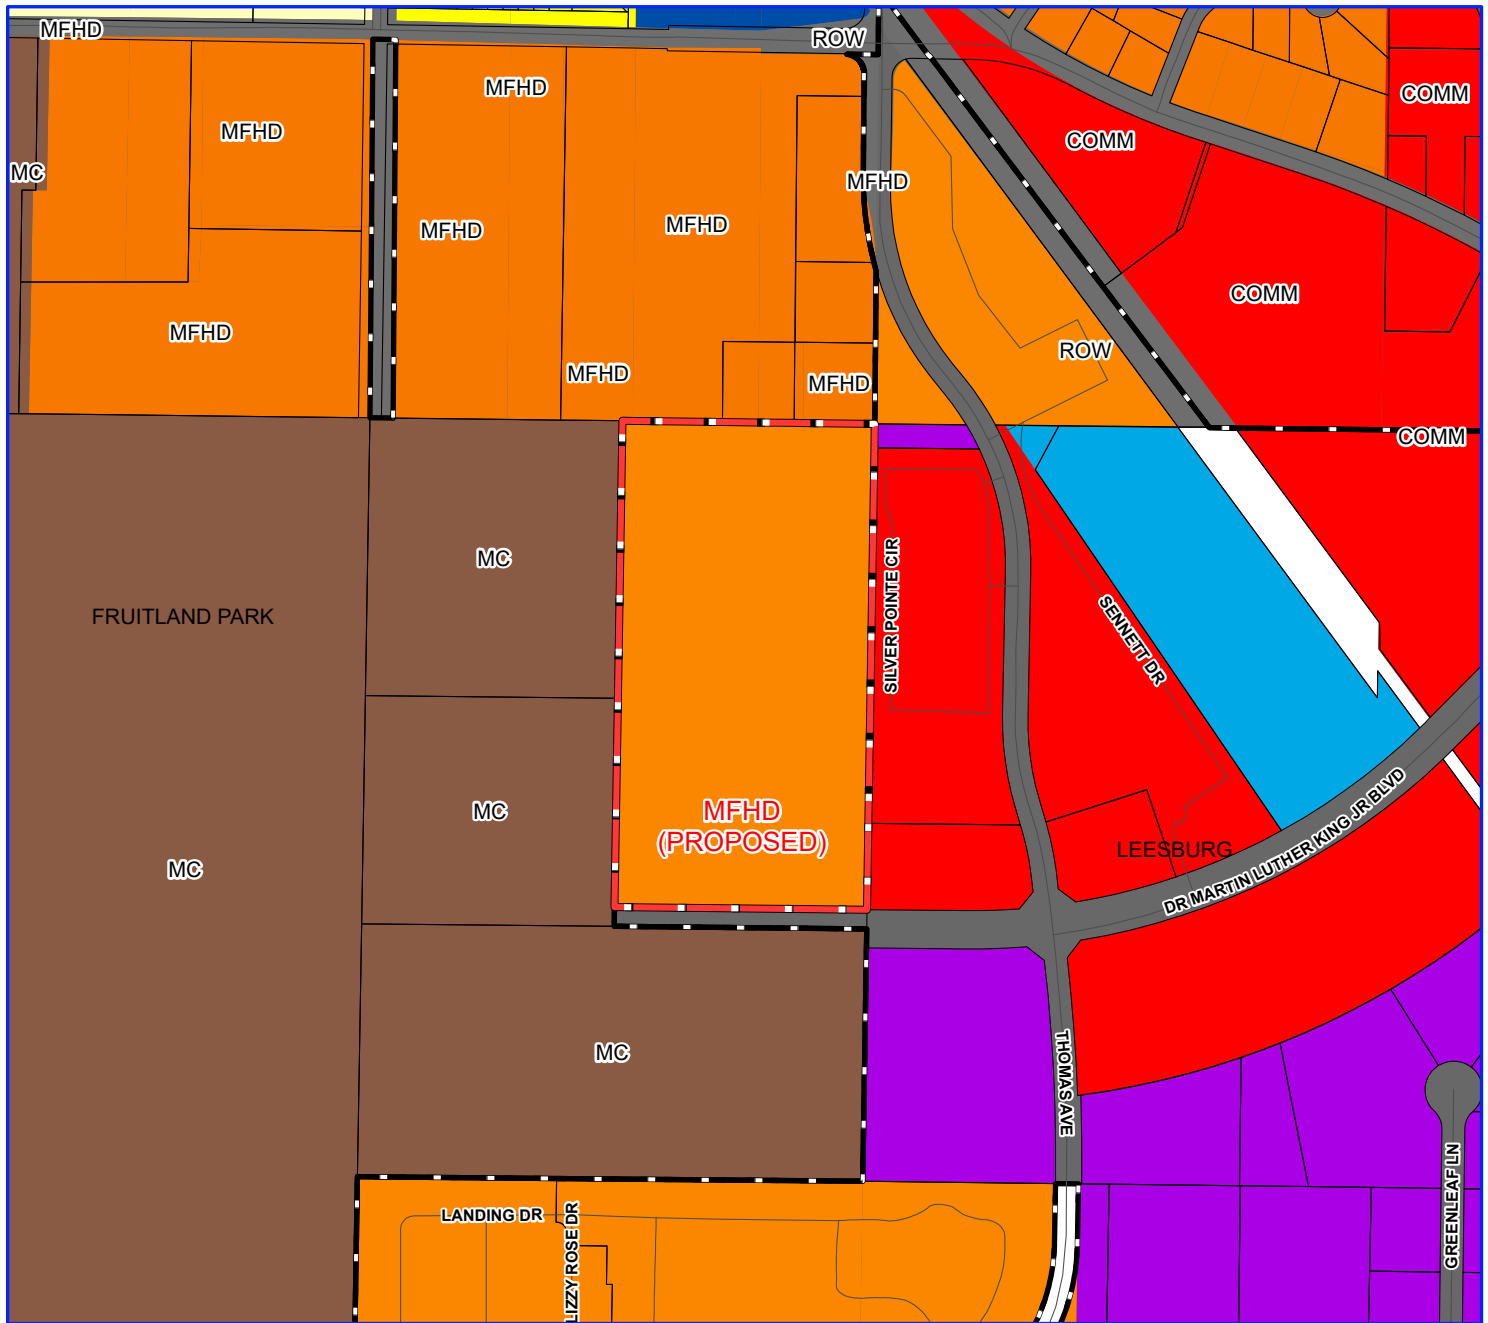 MFHD
ROW
MFHD
COMM
MFHD
COMM
MC
MFHD
MFHD
MFHD
COMM
MFHD
ROW
MFHD
MFHD
COMM
MC
SILVER POINTE CIR
FRUITLAND PARK
SENNETT DR
MC
MFHD
(PROPOSED)
MC
LEESBURG
DR MARTIN LUTHER KING JR BLVD
MC
THOMAS AVE
GREENLEAF LN
LANDING DR
LIZZY ROSE DR